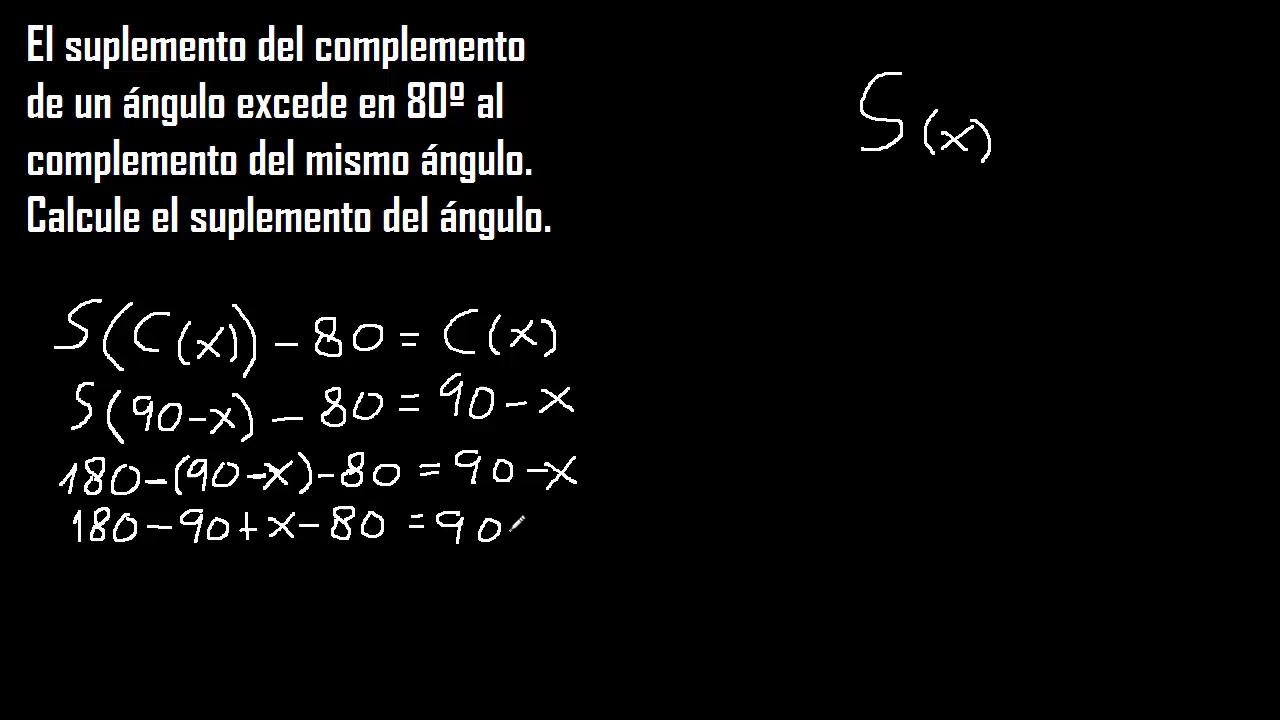 El suplemento del complemento
de un ángulo excede en 80º al
complemento del mismo ángulo.
Calcule el suplemento del ángulo.
S(x)
S(C(x)) - 80 = C(x)
S(90-x) - 80 = 90 - x
180-(90-x)-80 = 90-x
180-90+x-80 = 90